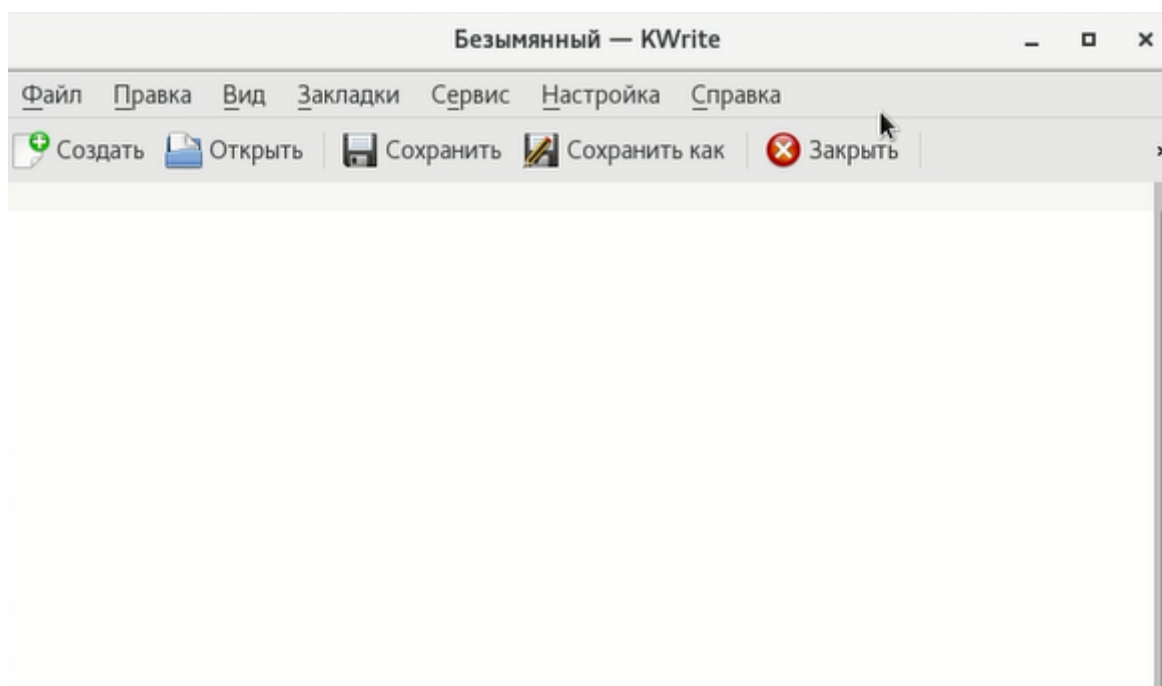 Безымянный — KWrite
Файл Правка Вид Закладки Сервис Настройка Справка
Создать Открыть Сохранить Сохранить как Закрыть